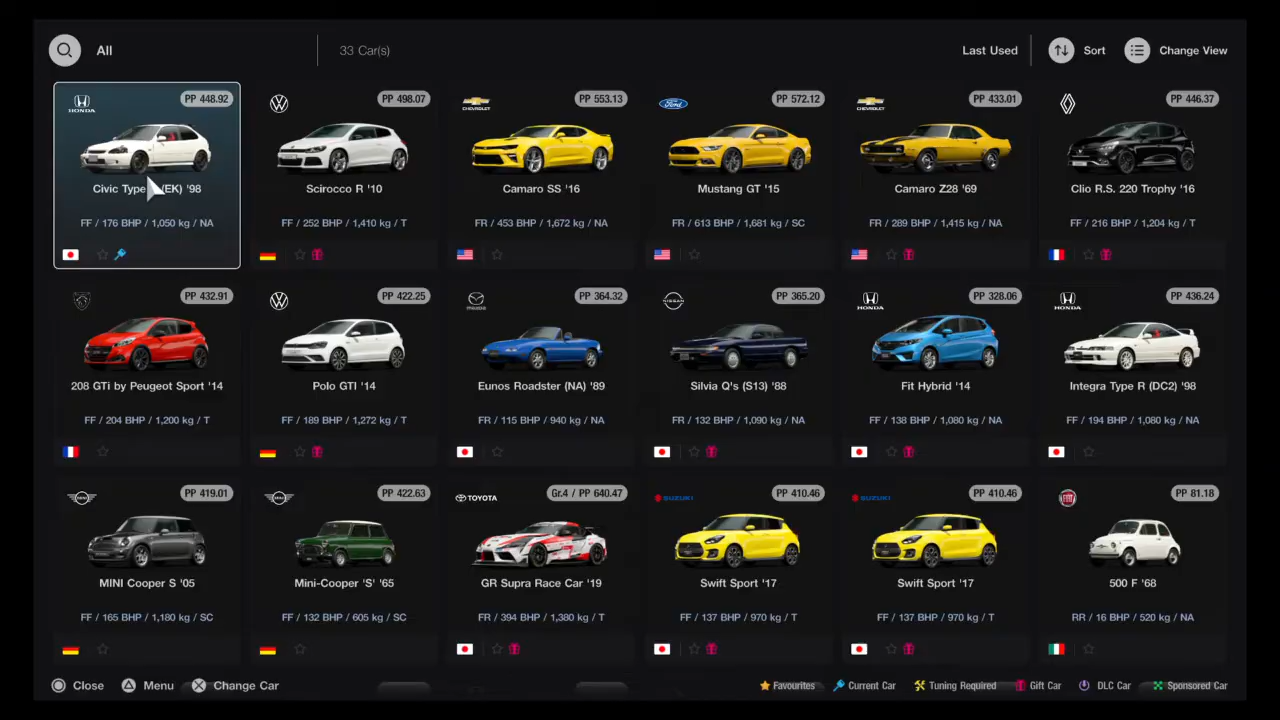 All
33 Car(s)
Last Used
Sort
Change View
HONDA
PP 448.92
Civic Type (EK) '98
FF / 176 BHP / 1,050 kg / NA
PP 498.07
Scirocco R '10
FF / 252 BHP / 1,410 kg / T
CHEVROLET
PP 553.13
Camaro SS '16
FR / 453 BHP / 1,672 kg / NA
Ford
PP 572.12
Mustang GT '15
FR / 613 BHP / 1,681 kg / SC
CHEVROLET
PP 433.01
Camaro Z28 '69
FR / 289 BHP / 1,415 kg / NA
PP 446.37
Clio R.S. 220 Trophy '16
FF / 216 BHP / 1,204 kg / T
PP 432.91
208 GTi by Peugeot Sport '14
FF / 204 BHP / 1,200 kg / T
PP 422.25
Polo GTI '14
FF / 189 BHP / 1,272 kg / T
PP 364.32
Eunos Roadster (NA) '89
FR / 115 BHP / 940 kg / NA
NISSAN
PP 365.20
Silvia Q's (S13) '88
FR / 132 BHP / 1,090 kg / NA
HONDA
PP 328.06
Fit Hybrid '14
FF / 138 BHP / 1,080 kg / NA
HONDA
PP 436.24
Integra Type R (DC2) '98
FF / 194 BHP / 1,080 kg / NA
MINI
PP 419.01
MINI Cooper S '05
FF / 165 BHP / 1,180 kg / SC
MINI
PP 422.63
Mini-Cooper 'S' '65
FF / 132 BHP / 605 kg / SC
TOYOTA
Gr.4 / PP 640.47
GR Supra Race Car '19
FR / 394 BHP / 1,380 kg / T
SUZUKI
PP 410.46
Swift Sport '17
FF / 137 BHP / 970 kg / T
SUZUKI
PP 410.46
Swift Sport '17
FF / 137 BHP / 970 kg / T
FIAT
PP 81.18
500 F '68
RR / 16 BHP / 520 kg / NA
Close
Menu
Change Car
Favourites
Current Car
Tuning Required
Gift Car
DLC Car
Sponsored Car